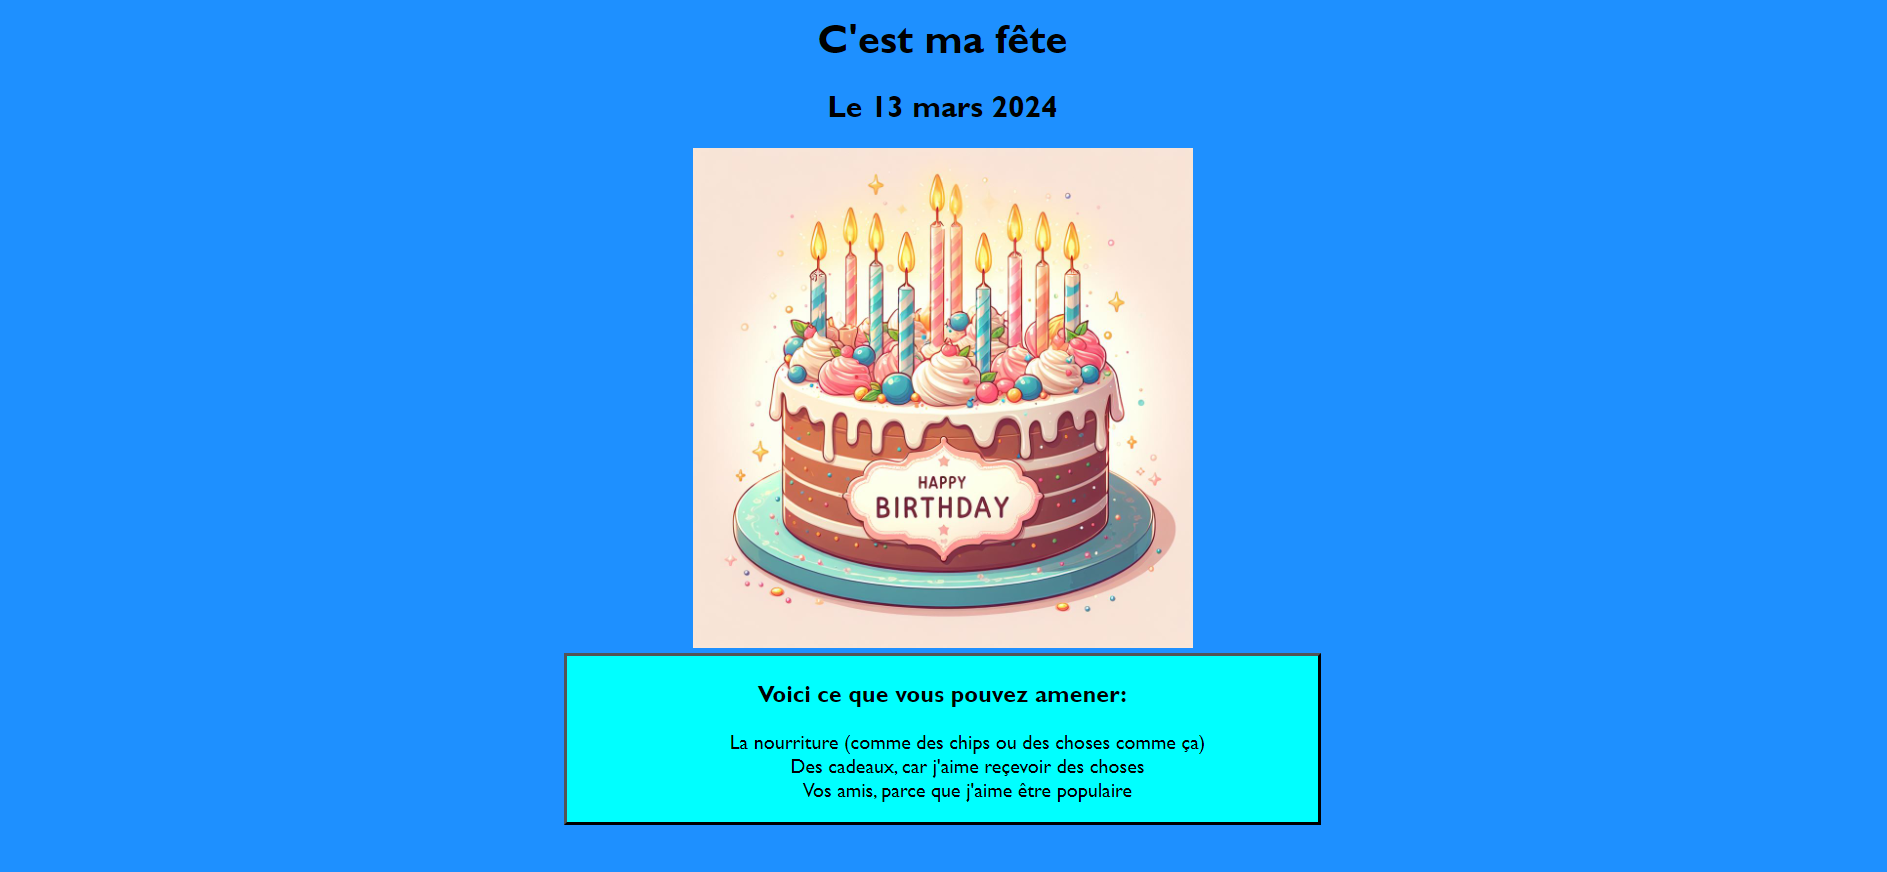 C'est ma fête
Le 13 mars 2024
HAPPY
BIRTHDAY
Voici ce que vous pouvez amener:
La nourriture (comme des chips ou des choses comme ça)
Des cadeaux, car j'aime reçevoir des choses
Vos amis, parce que j'aime être populaire